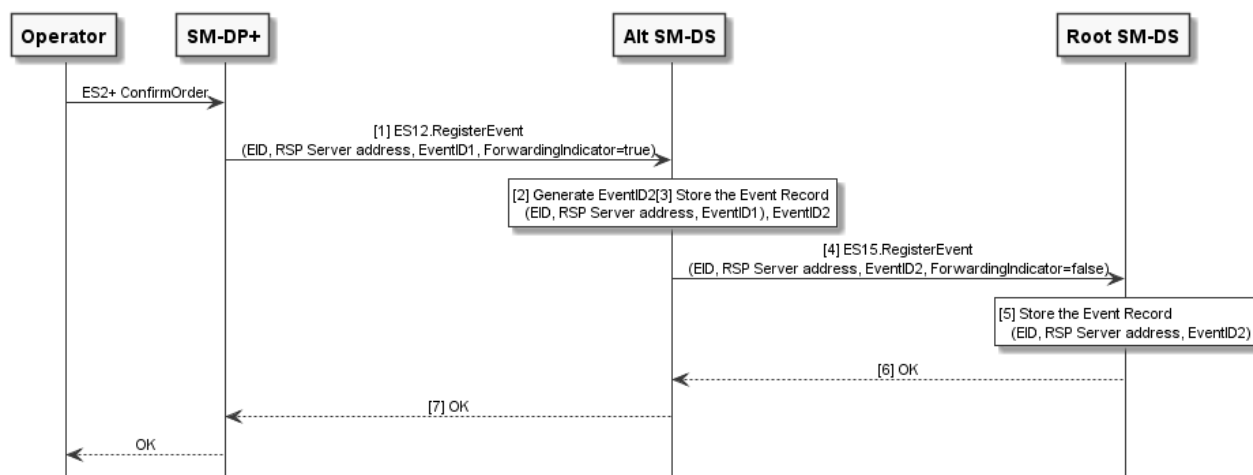 Operator
SM-DP+
Alt SM-DS
Root SM-DS
ES2+ ConfirmOrder
[1] ES12.RegisterEvent
(EID, RSP Server address, EventID1, ForwardingIndicator=true)
[2] Generate EventID2[3] Store the Event Record
(EID, RSP Server address, EventID1), EventID2
[4] ES15.RegisterEvent
(EID, RSP Server address, EventID2, ForwardingIndicator=false)
[5] Store the Event Record
(EID, RSP Server address, EventID2)
[6] OK
[7] OK
OK